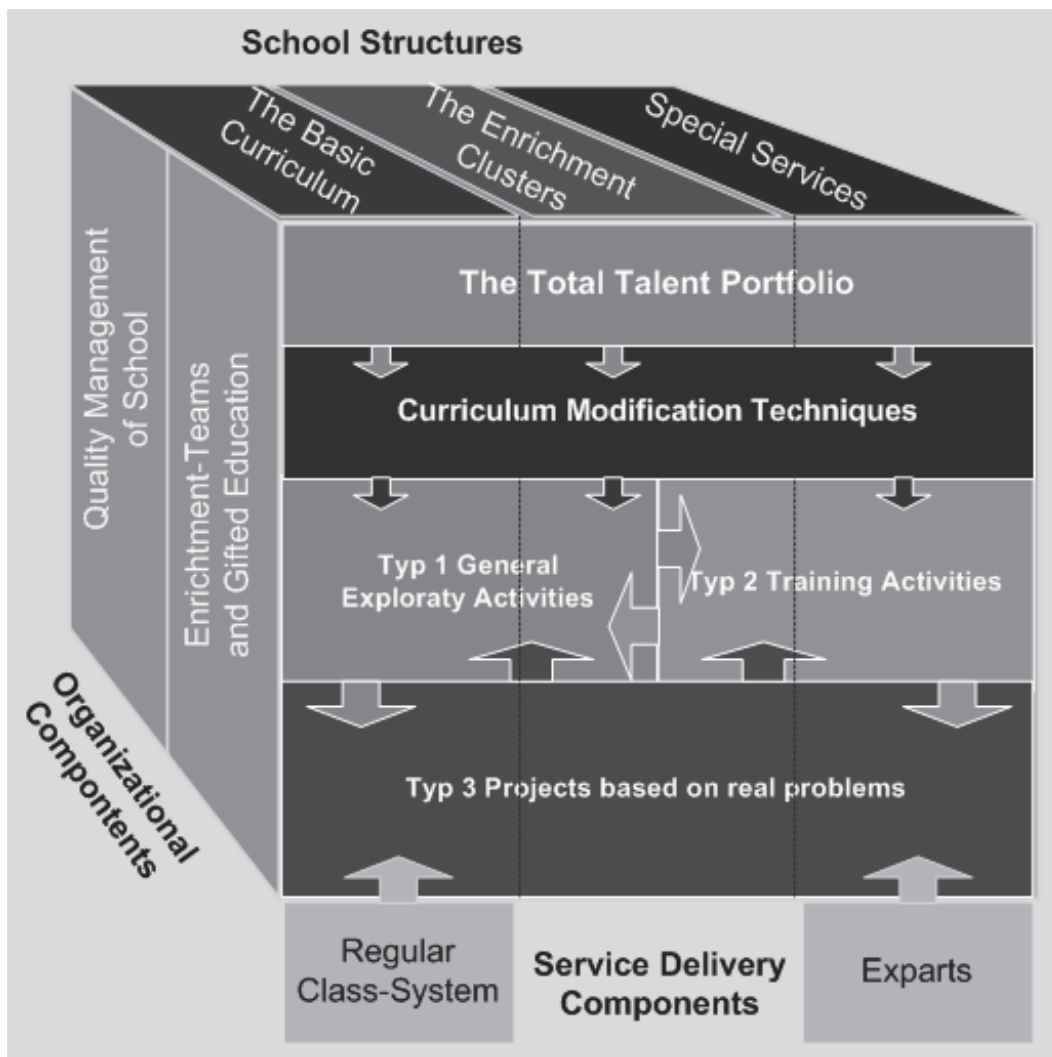 School Structures
The Basic
Curriculum
The Enrichment
Clusters
Special Services
Quality Management
of School
Enrichtment-Teams
and Gifted Education
Organizational
Compontents
The Total Talent Portfolio
Curriculum Modification Techniques
Typ 1 General
Exploraty Activities
Typ 2 Training Activities
Typ 3 Projects based on real problems
Regular
Class-System
Service Delivery
Components
Exparts